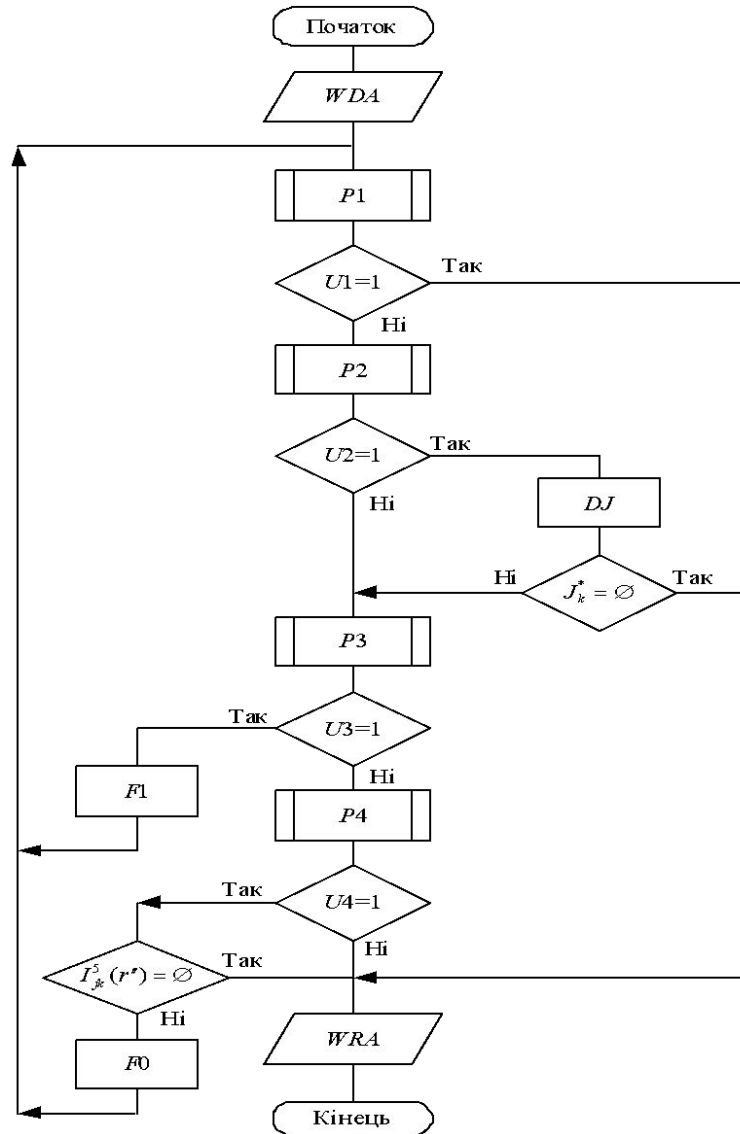 Початок
WDA
P1
U1=1
Так
Ні
P2
U2=1
Так
Ні
DJ
J*k = ∅
Ні
Так
P3
U3=1
Так
Ні
F1
P4
U4=1
Так
Ні
I⁵jk (r″) = ∅
Так
Ні
WRA
F0
Кінець